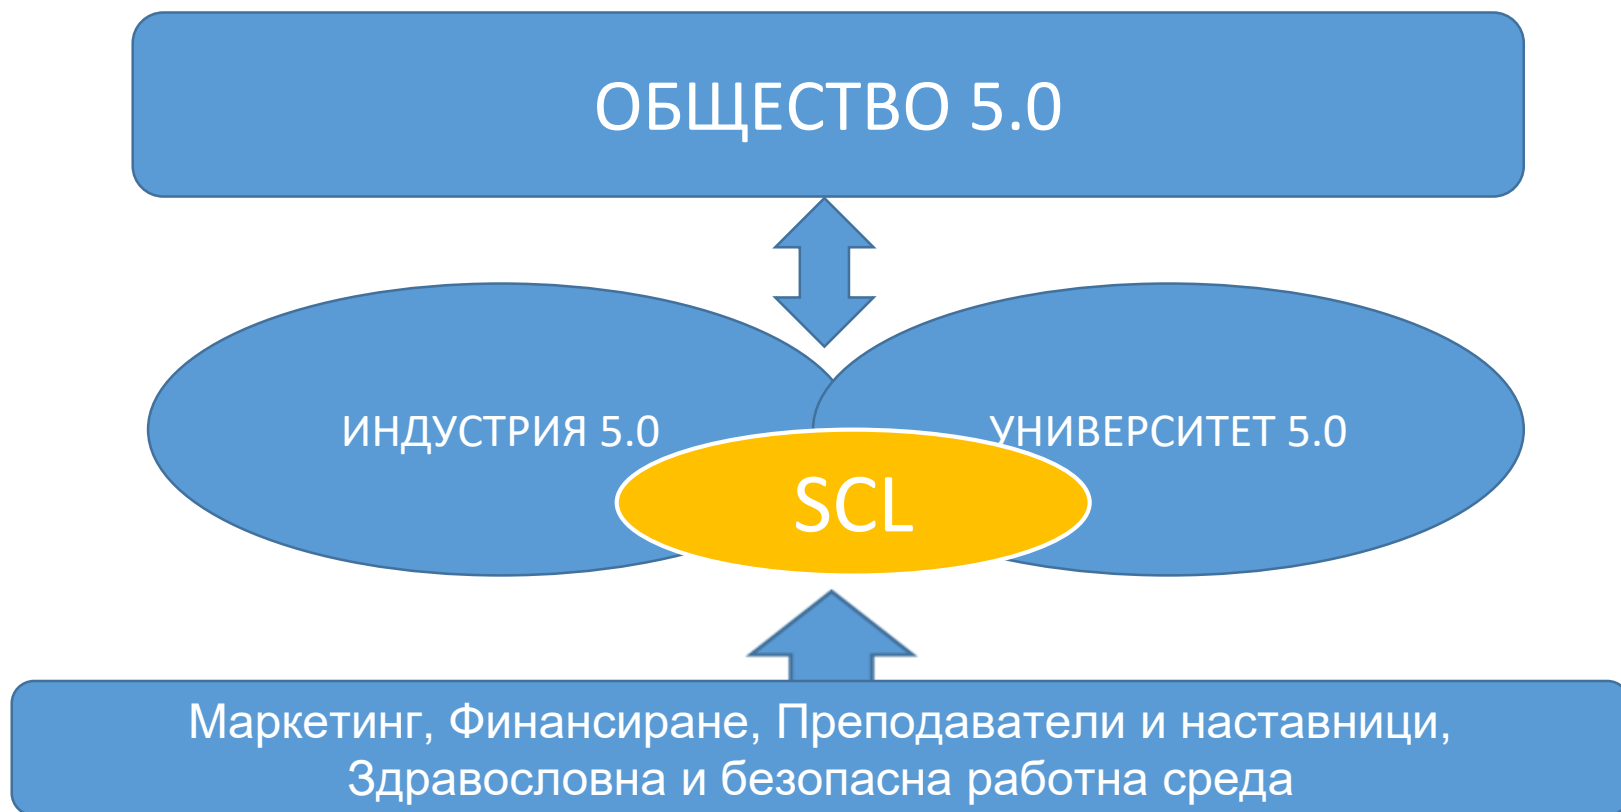 ОБЩЕСТВО 5.0
ИНДУСТРИЯ 5.0
УНИВЕРСИТЕТ 5.0
SCL
Маркетинг, Финансиране, Преподаватели и наставници,
Здравословна и безопасна работна среда